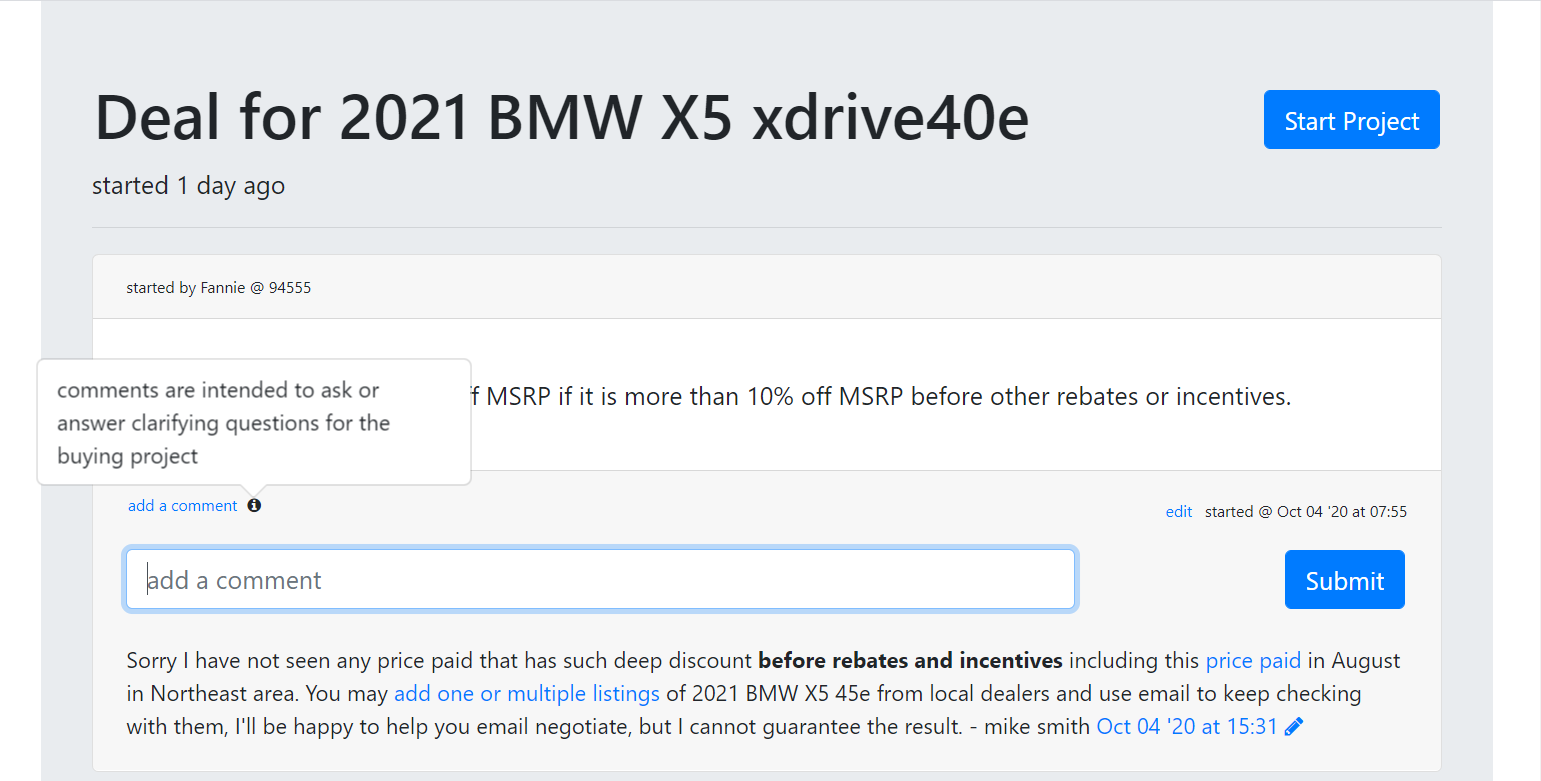 Deal for 2021 BMW X5 xdrive40e
Start Project
started 1 day ago
started by Fannie @ 94555
comments are intended to ask or
answer clarifying questions for the
buying project
MSRP if it is more than 10% off MSRP before other rebates or incentives.
add a comment
edit started @ Oct 04 '20 at 07:55
add a comment
Submit
Sorry I have not seen any price paid that has such deep discount before rebates and incentives including this price paid in August
in Northeast area. You may add one or multiple listings of 2021 BMW X5 45e from local dealers and use email to keep checking
with them, I'll be happy to help you email negotiate, but I cannot guarantee the result. - mike smith Oct 04 '20 at 15:31